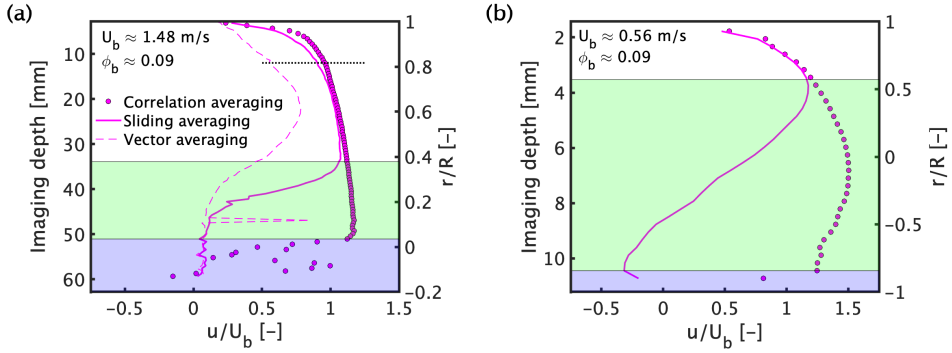 (a)
U_b ≈ 1.48 m/s
ϕ_b ≈ 0.09
Correlation averaging
Sliding averaging
Vector averaging
Imaging depth [mm]
10
20
30
40
50
60
−0.5
0
0.5
1
1.5
u/U_b [−]
1
0.8
0.6
0.4
0.2
0
−0.2
r/R [−]
(b)
U_b ≈ 0.56 m/s
ϕ_b ≈ 0.09
Imaging depth [mm]
2
4
6
8
10
−0.5
0
0.5
1
1.5
u/U_b [−]
1
0.5
0
−0.5
−1
r/R [−]